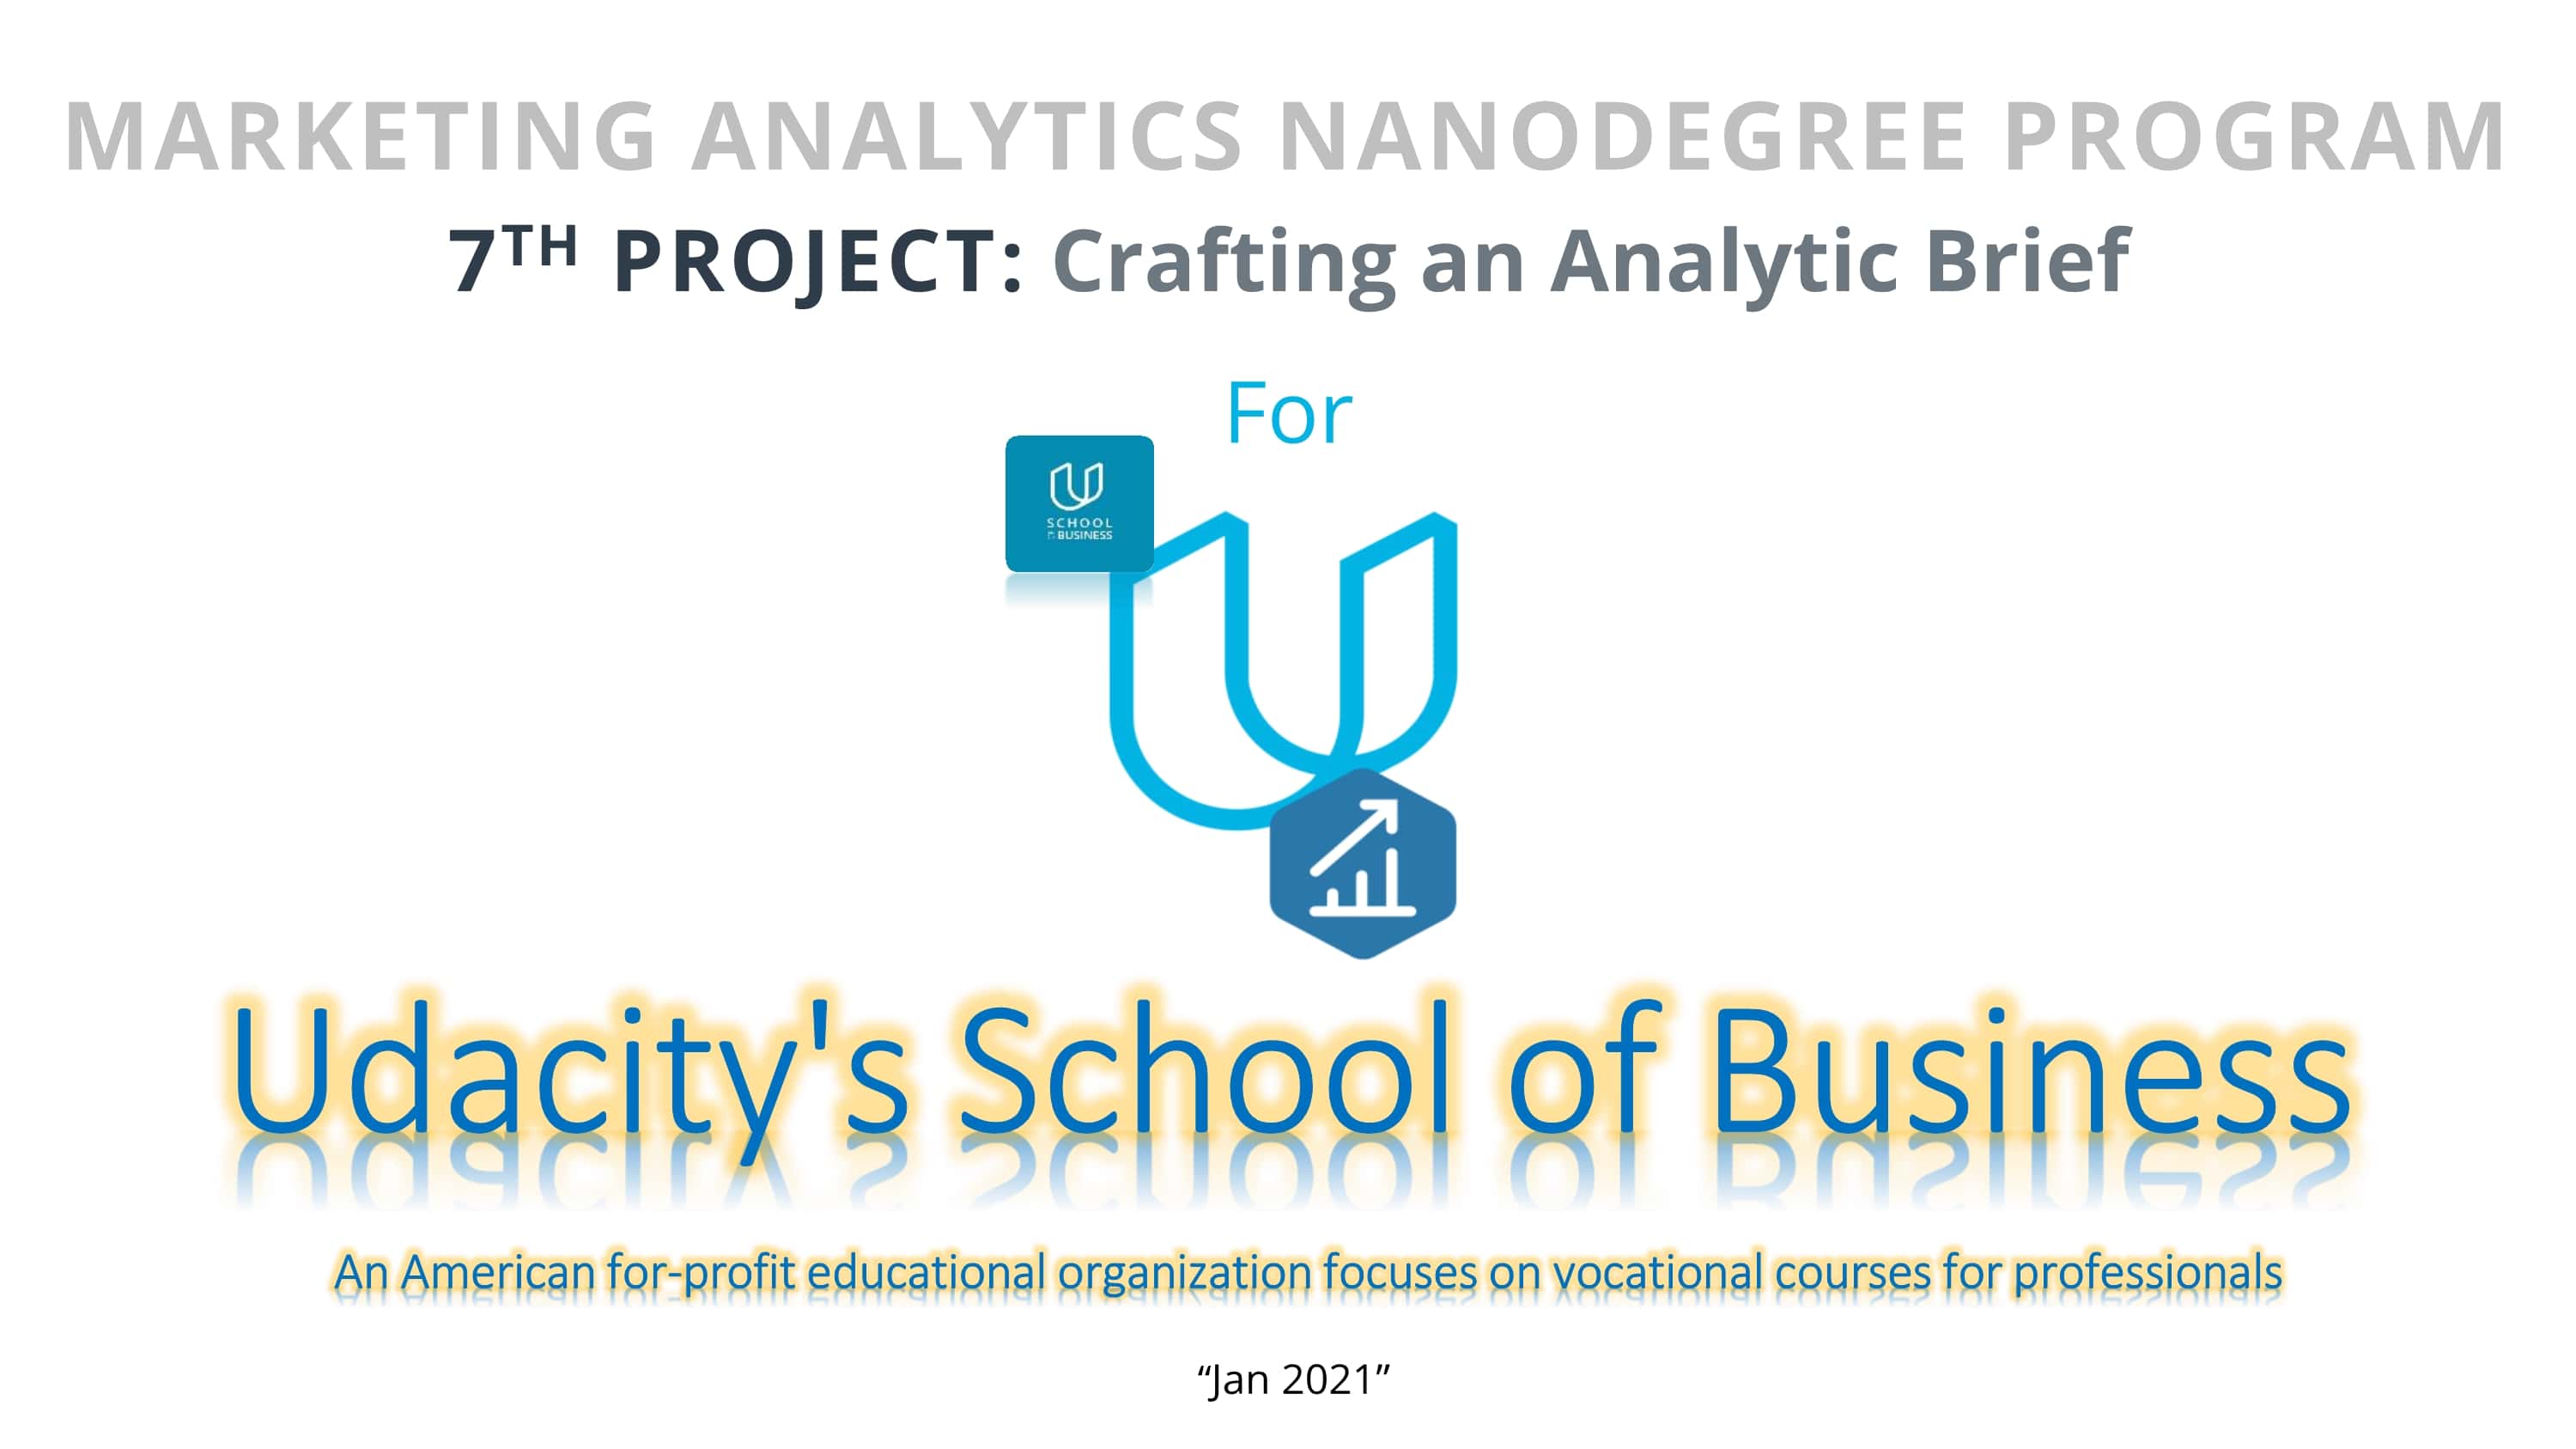 MARKETING ANALYTICS NANODEGREE PROGRAM
7TH PROJECT: Crafting an Analytic Brief
For
SCHOOL
OF BUSINESS
Udacity's School of Business
An American for-profit educational organization focuses on vocational courses for professionals
“Jan 2021”